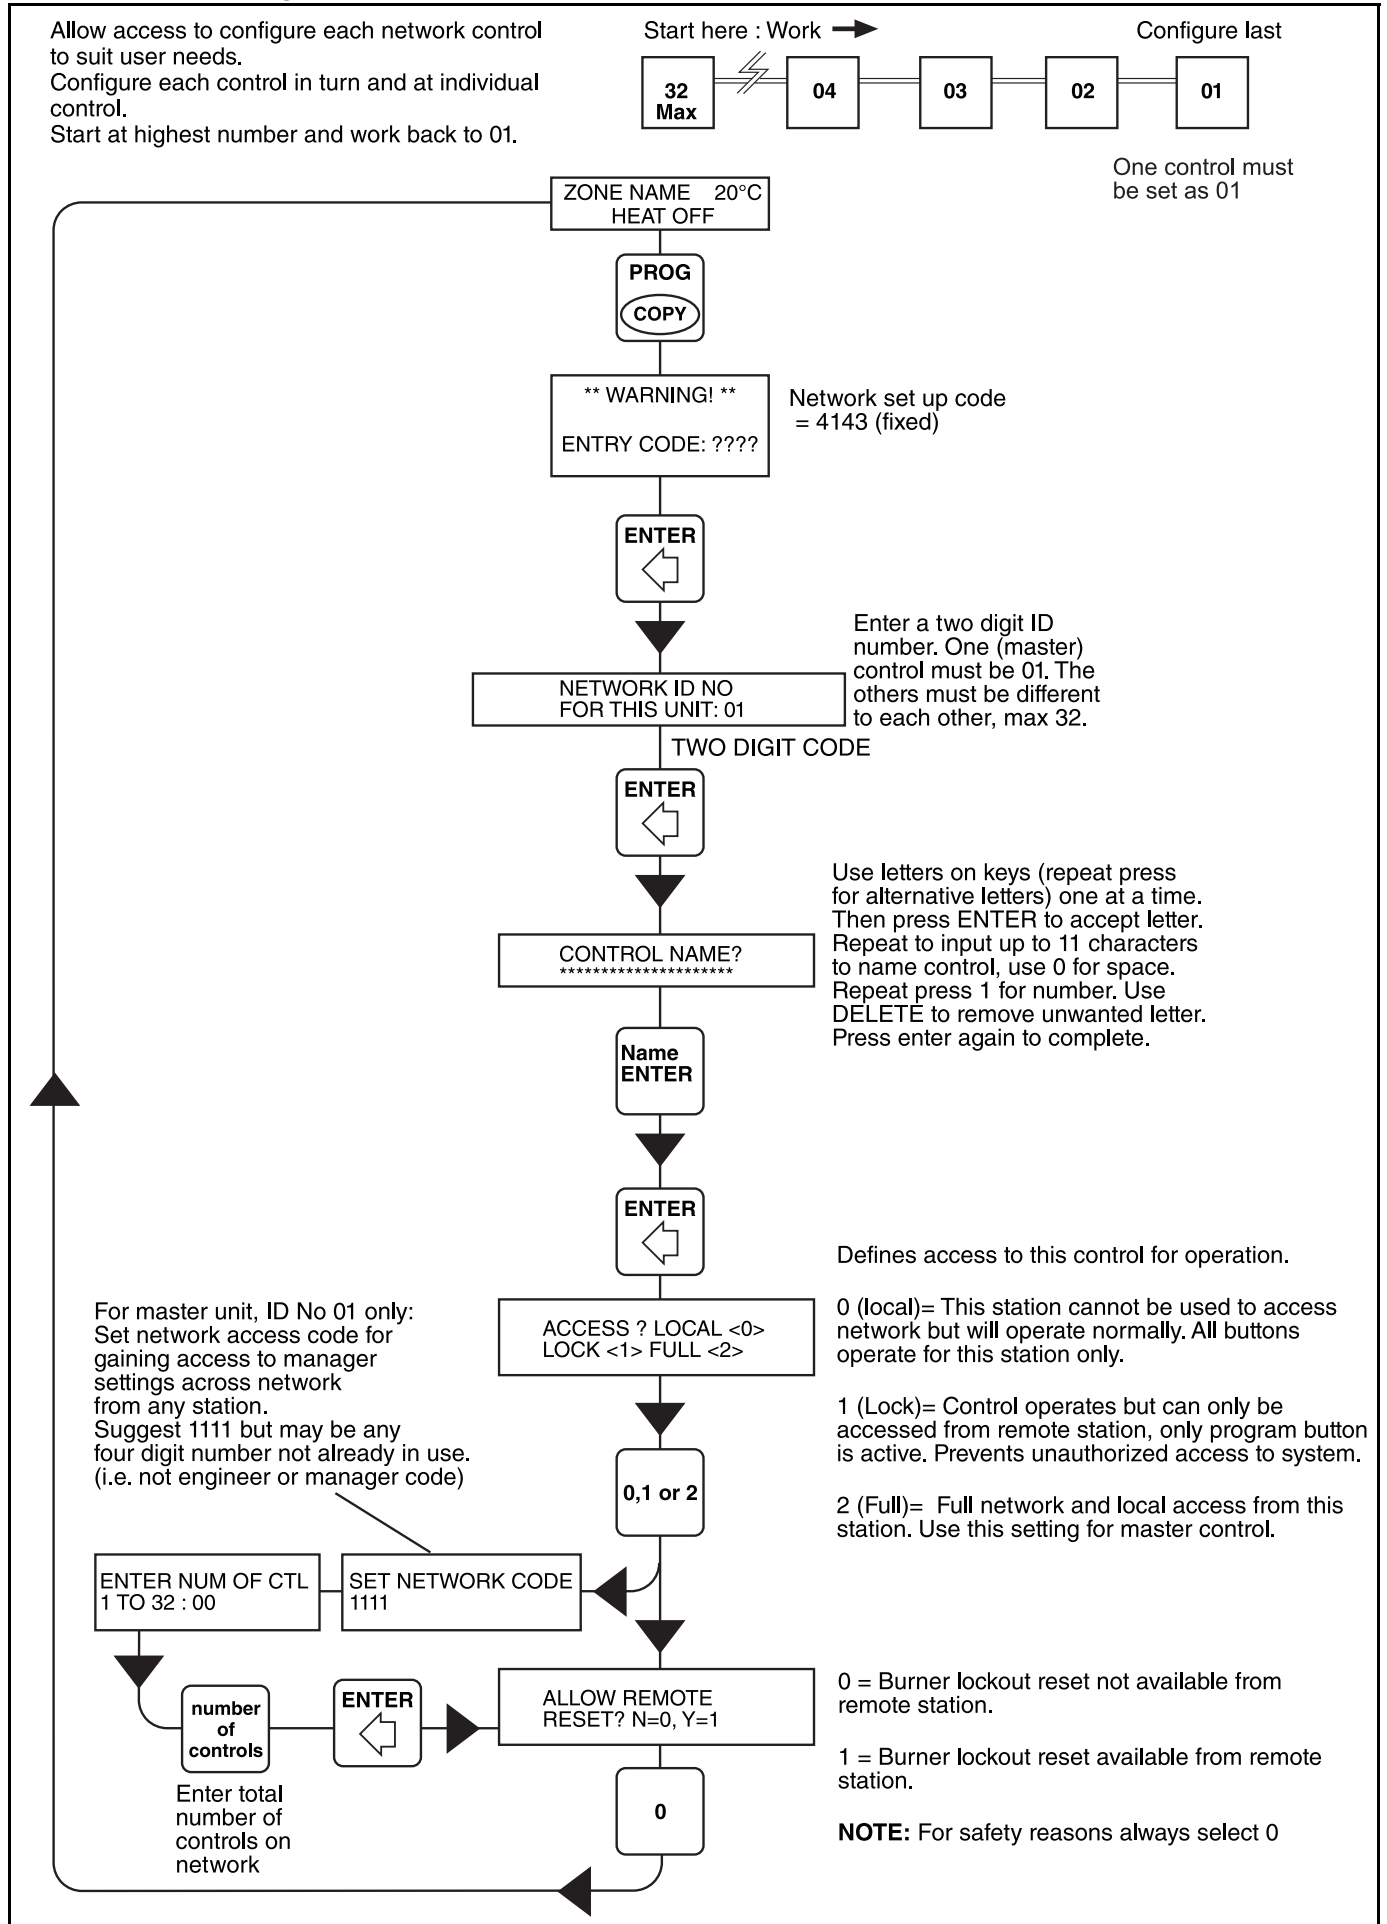 Allow access to configure each network control
to suit user needs.
Configure each control in turn and at individual
control.
Start at highest number and work back to 01.
Start here : Work
Configure last
32
Max
04
03
02
01
One control must
be set as 01
ZONE NAME 20°C
HEAT OFF
PROG
COPY
** WARNING! **
ENTRY CODE: ????
Network set up code
= 4143 (fixed)
ENTER
Enter a two digit ID
number. One (master)
control must be 01. The
others must be different
to each other, max 32.
NETWORK ID NO
FOR THIS UNIT: 01
TWO DIGIT CODE
ENTER
Use letters on keys (repeat press
for alternative letters) one at a time.
Then press ENTER to accept letter.
Repeat to input up to 11 characters
to name control, use 0 for space.
Repeat press 1 for number. Use
DELETE to remove unwanted letter.
Press enter again to complete.
CONTROL NAME?
*********************
Name
ENTER
ENTER
Defines access to this control for operation.
0 (local)= This station cannot be used to access
network but will operate normally. All buttons
operate for this station only.
1 (Lock)= Control operates but can only be
accessed from remote station, only program button
is active. Prevents unauthorized access to system.
2 (Full)= Full network and local access from this
station. Use this setting for master control.
ACCESS ? LOCAL <0>
LOCK <1> FULL <2>
For master unit, ID No 01 only:
Set network access code for
gaining access to manager
settings across network
from any station.
Suggest 1111 but may be any
four digit number not already in use.
(i.e. not engineer or manager code)
0,1 or 2
ENTER NUM OF CTL
1 TO 32 : 00
SET NETWORK CODE
1111
number
of
controls
ENTER
Enter total
number of
controls on
network
ALLOW REMOTE
RESET? N=0, Y=1
0 = Burner lockout reset not available from
remote station.
1 = Burner lockout reset available from remote
station.
NOTE: For safety reasons always select 0
0